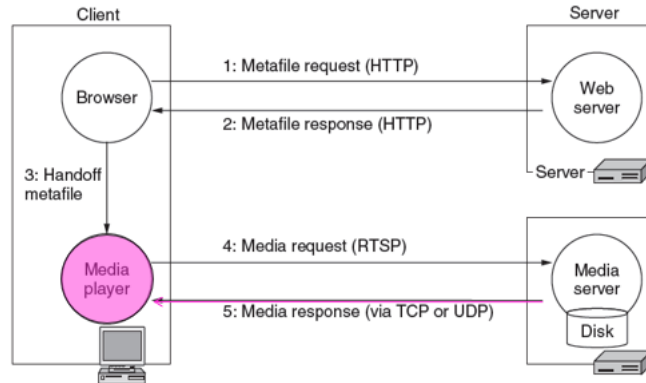 Client
Server
1: Metafile request (HTTP)
Browser
Web
server
2: Metafile response (HTTP)
3: Handoff
metafile
Server
4: Media request (RTSP)
Media
player
Media
server
5: Media response (via TCP or UDP)
Disk